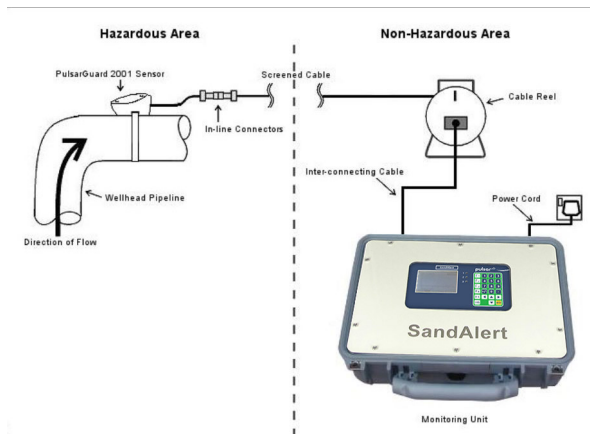 Hazardous Area
Non-Hazardous Area
PulsarGuard 2001 Sensor
Screened Cable
Cable Reel
In-line Connectors
Inter-connecting Cable
Wellhead Pipeline
Power Cord
Direction of Flow
pulsar
SandAlert
Monitoring Unit